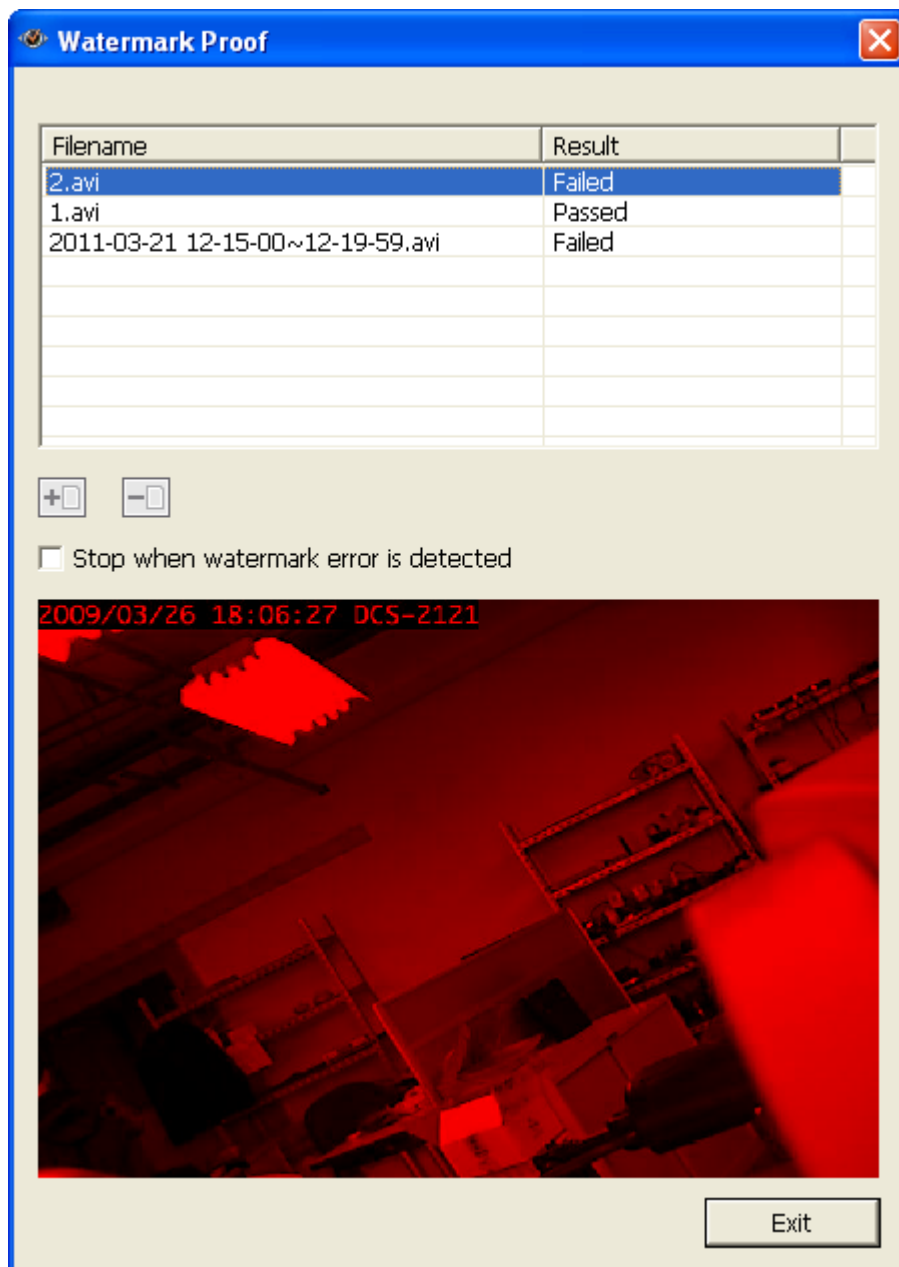 Watermark Proof
Filename Result
2.avi Failed
1.avi Passed
2011-03-21 12-15-00~12-19-59.avi Failed
Stop when watermark error is detected
2009/03/26 18:06:27 DCS-2121
Exit